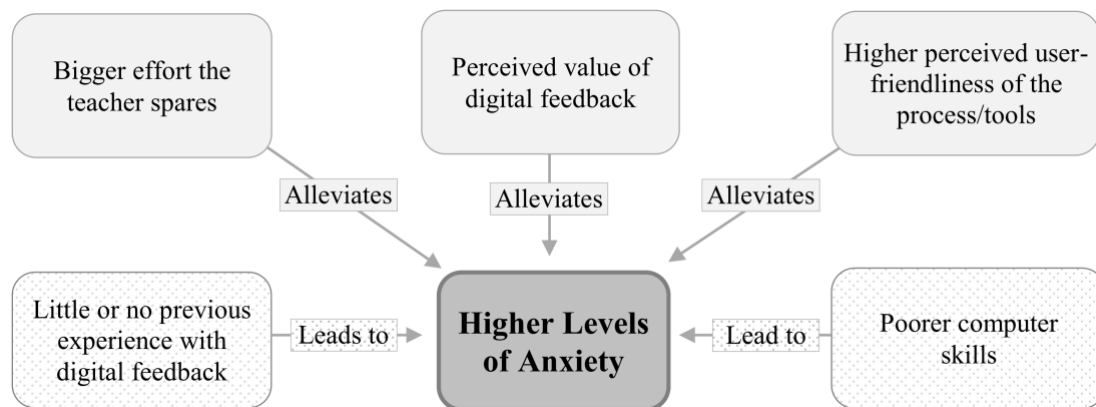 Bigger effort the
teacher spares
Perceived value of
digital feedback
Higher perceived user-
friendliness of the
process/tools
Alleviates
Alleviates
Alleviates
Little or no previous
experience with
digital feedback
Leads to
Higher Levels
of Anxiety
Lead to
Poorer computer
skills